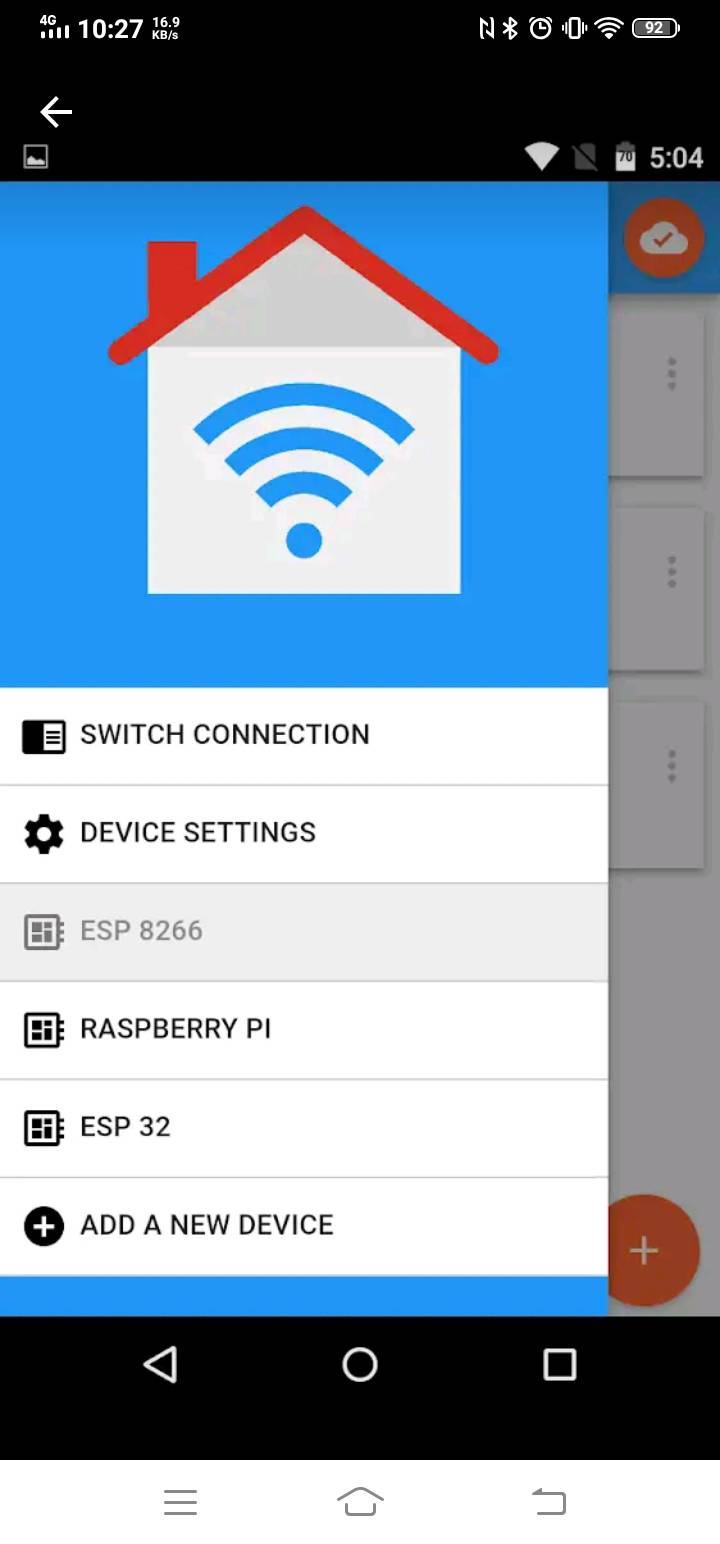 4G 10:27 16.9 KB/s 92
70 5:04
SWITCH CONNECTION
DEVICE SETTINGS
ESP 8266
RASPBERRY PI
ESP 32
ADD A NEW DEVICE